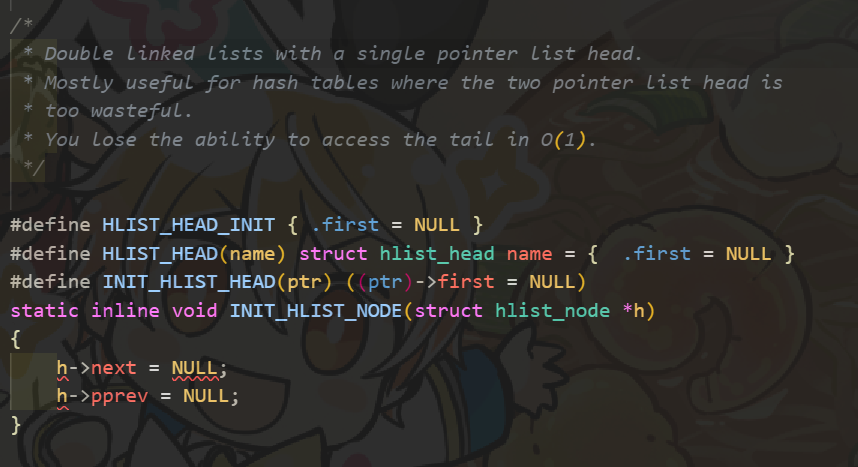 /*
 * Double linked lists with a single pointer list head.
 * Mostly useful for hash tables where the two pointer list head is
 * too wasteful.
 * You lose the ability to access the tail in O(1).
 */
#define HLIST_HEAD_INIT { .first = NULL }
#define HLIST_HEAD(name) struct hlist_head name = {  .first = NULL }
#define INIT_HLIST_HEAD(ptr) ((ptr)->first = NULL)
static inline void INIT_HLIST_NODE(struct hlist_node *h)
{
    h->next = NULL;
    h->pprev = NULL;
}